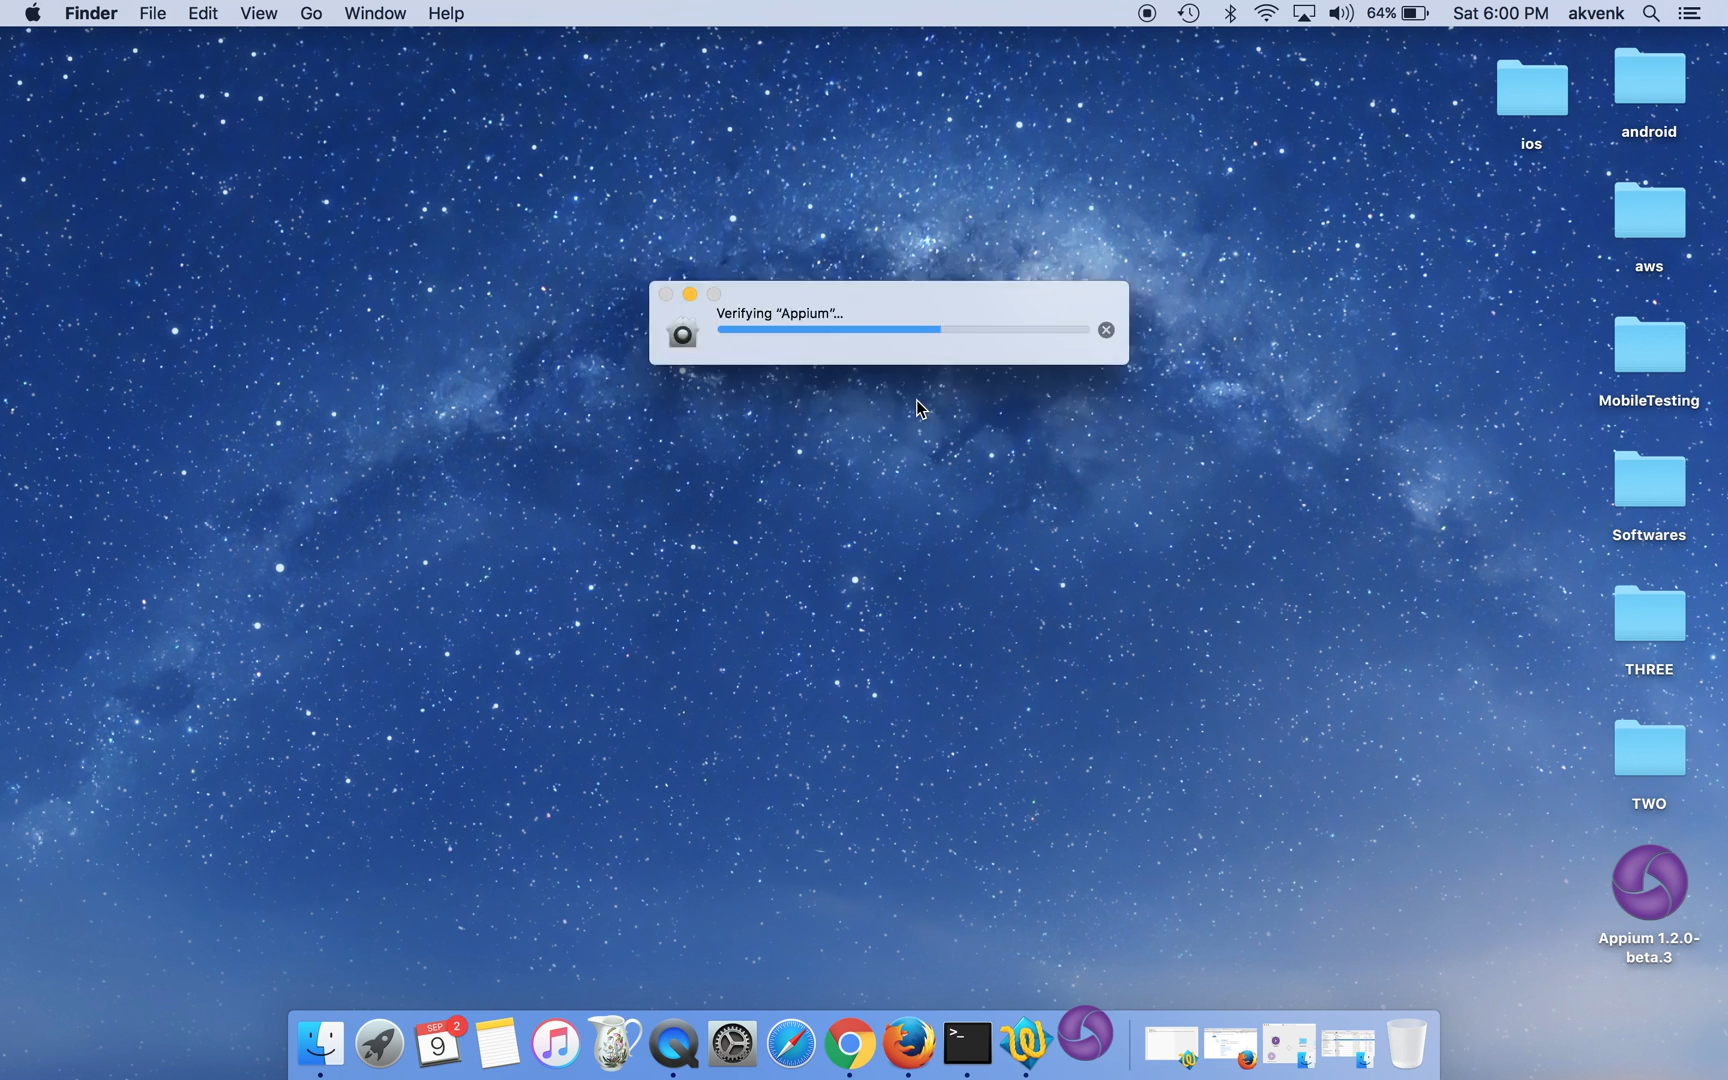 Finder File Edit View Go Window Help 64% Sat 6:00 PM akvenk
ios
android
aws
Verifying “Appium”...
MobileTesting
Softwares
THREE
TWO
Appium 1.2.0-
beta.3
SEP 2
9
>_